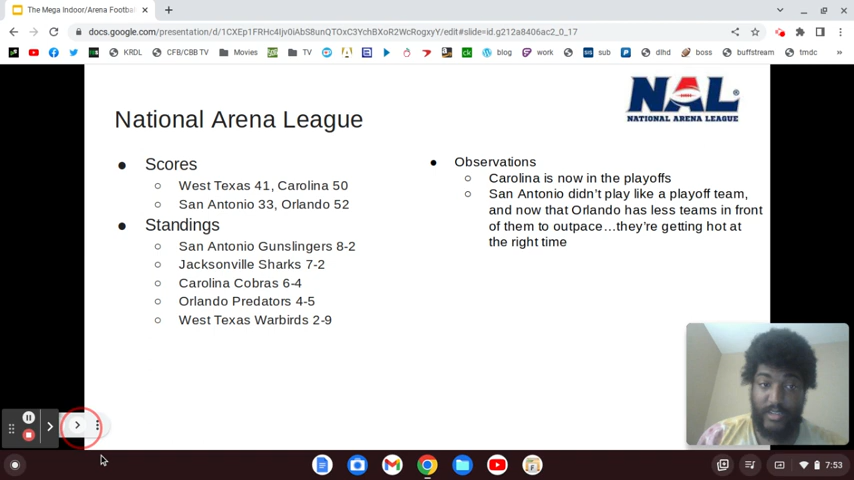 The Mega Indoor/Arena Footba
docs.google.com/presentation/d/1CXEp1FRHc4Ijv0iAbS8unQTOxC3YchBXoR2WcRogxyY/edit#slide=id.g212a8406ac2_0_17
KRDL CFB/CBB TV Movies TV blog work sub dlhd boss buffstream tmdc
NAL
NATIONAL ARENA LEAGUE
National Arena League
Scores
West Texas 41, Carolina 50
San Antonio 33, Orlando 52
Standings
San Antonio Gunslingers 8-2
Jacksonville Sharks 7-2
Carolina Cobras 6-4
Orlando Predators 4-5
West Texas Warbirds 2-9
Observations
Carolina is now in the playoffs
San Antonio didn't play like a playoff team,
and now that Orlando has less teams in front
of them to outpace…they're getting hot at
the right time
7:53